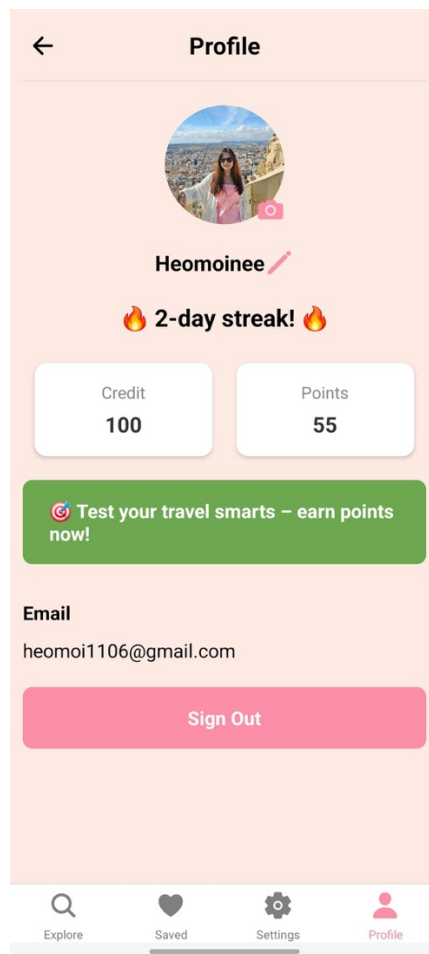 Profile
Heomoinee
🔥 2-day streak! 🔥
Credit
100
Points
55
🎯 Test your travel smarts – earn points
now!
Email
heomoi1106@gmail.com
Sign Out
Explore
Saved
Settings
Profile